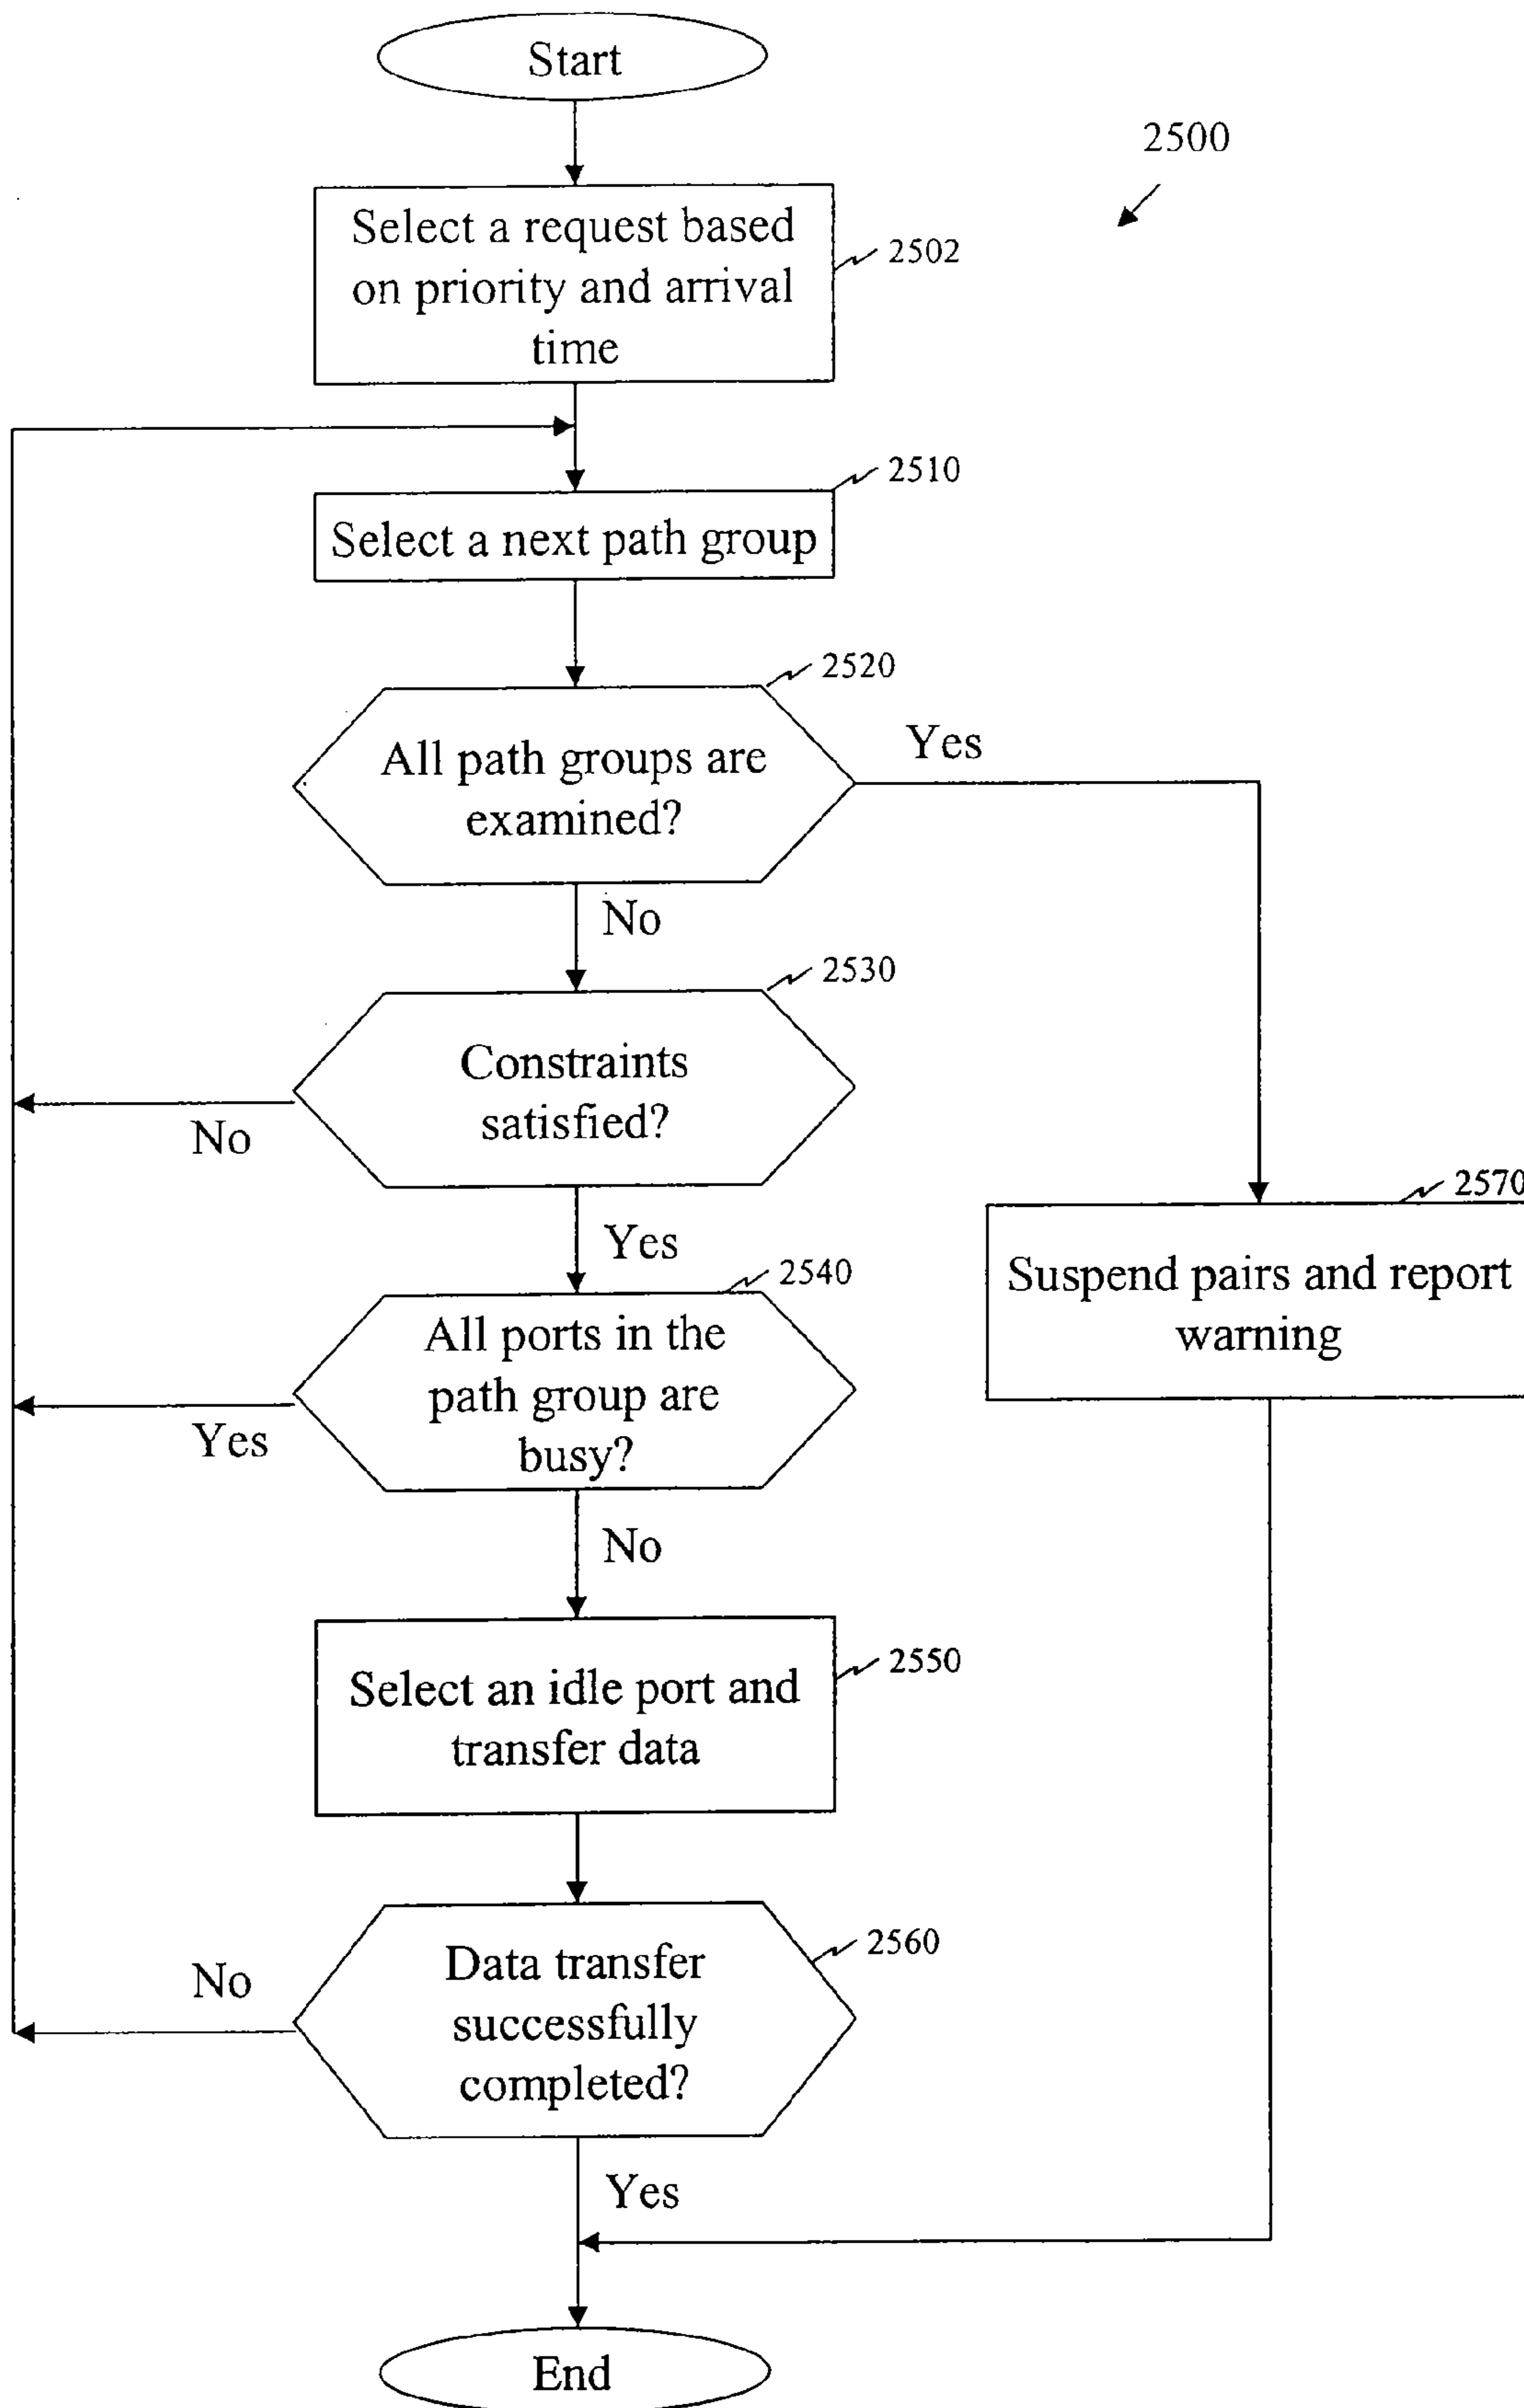 Start
2500
Select a request based
on priority and arrival
time
2502
2510
Select a next path group
2520
All path groups are
examined?
Yes
No
2530
Constraints
satisfied?
No
Yes
2570
Suspend pairs and report
warning
2540
All ports in the
path group are
busy?
Yes
No
2550
Select an idle port and
transfer data
2560
Data transfer
successfully
completed?
No
Yes
End